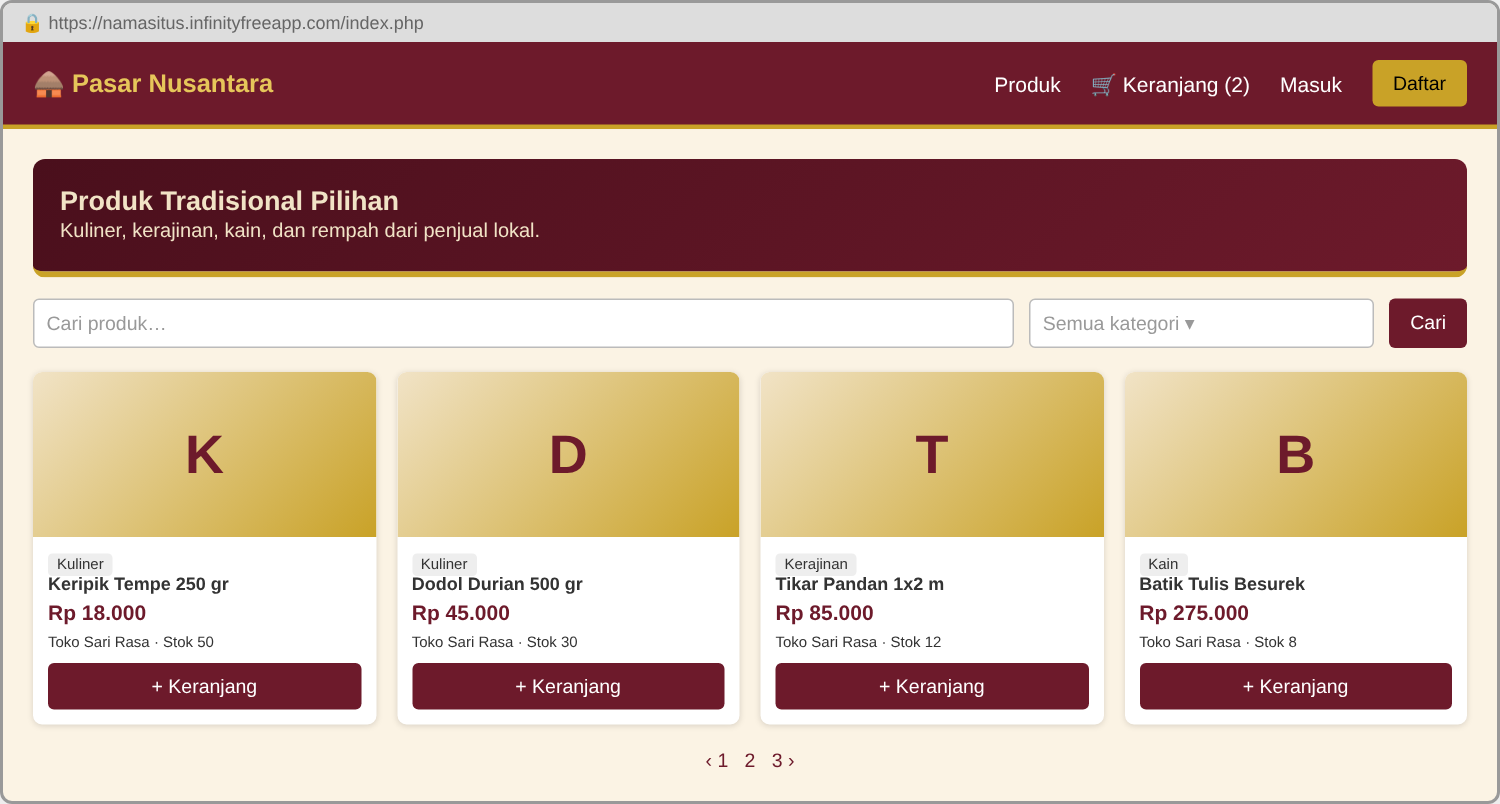 https://namasitus.infinityfreeapp.com/index.php
Pasar Nusantara
Produk
Keranjang (2)
Masuk
Daftar
Produk Tradisional Pilihan
Kuliner, kerajinan, kain, dan rempah dari penjual lokal.
Cari produk…
Semua kategori ▾
Cari
K
Kuliner
Keripik Tempe 250 gr
Rp 18.000
Toko Sari Rasa · Stok 50
+ Keranjang
D
Kuliner
Dodol Durian 500 gr
Rp 45.000
Toko Sari Rasa · Stok 30
+ Keranjang
T
Kerajinan
Tikar Pandan 1x2 m
Rp 85.000
Toko Sari Rasa · Stok 12
+ Keranjang
B
Kain
Batik Tulis Besurek
Rp 275.000
Toko Sari Rasa · Stok 8
+ Keranjang
‹ 1 2 3 ›